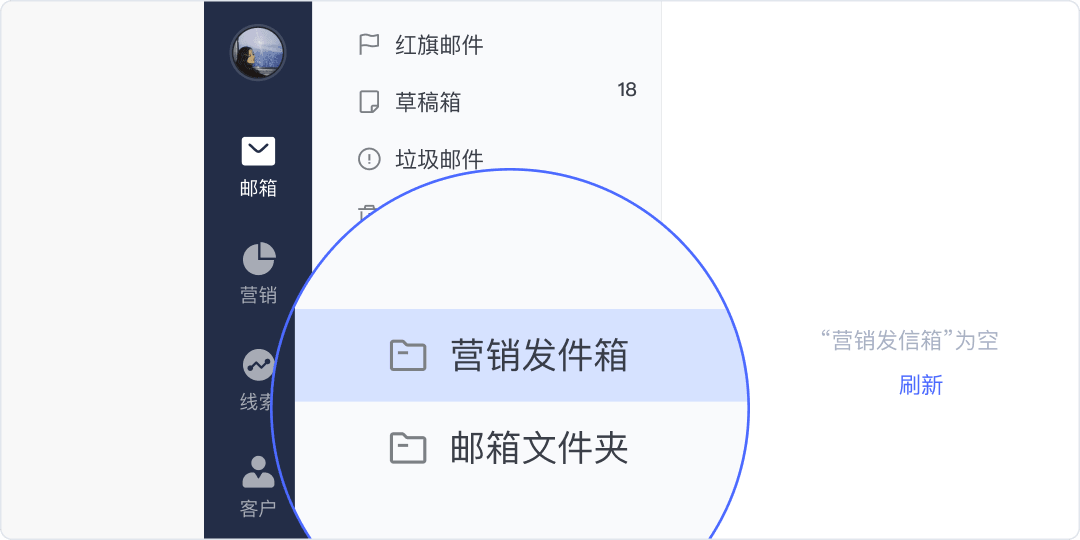 邮箱
营销
线索
客户
红旗邮件
草稿箱
18
垃圾邮件
营销发件箱
邮箱文件夹
“营销发信箱”为空
刷新